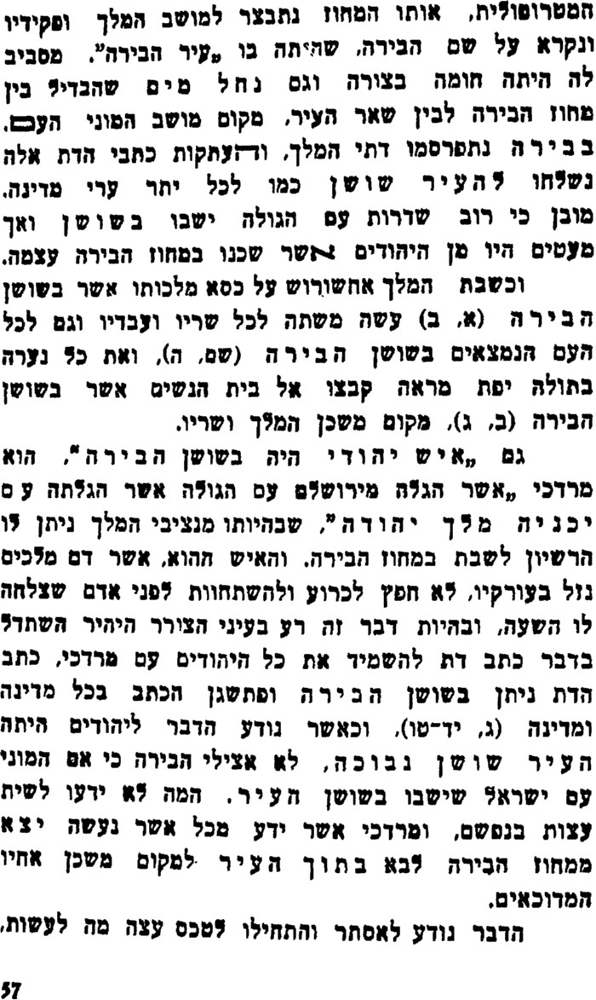 המטרופולית, אותו המחוז נתבצר למושב המלך ופקידיו
ונקרא על שם הבירה, שהיתה בו „עיר הבירה”. מסביב
לה היתה חומה בצורה וגם נחל מים שהבדיל בין
מחוז הבירה לבין שאר העיר, מקום מושב המוני העם.
בבירה נתפרסמו דתי המלך, והעתקות כתבי הדת אלה
נשלחו להעיר שושן כמו לכל יתר ערי מדינה.
מובן כי רוב שדרות עם הגולה ישבו בשושן ואך
מעטים היו מן היהודים אשר שכנו במחוז הבירה עצמה.
וכשבת המלך אחשורוש על כסא מלכותו אשר בשושן
הבירה (א, ב) עשה משתה לכל שריו ועבדיו וגם לכל
העם הנמצאים בשושן הבירה (שם, ה), ואת כל נערה
בתולה יפת מראה קבצו אל בית הנשים אשר בשושן
הבירה (ב, ג), מקום משכן המלך ושריו.
גם „איש יהודי היה בשושן הבירה”, הוא
מרדכי „אשר הגלה מירושלם עם הגולה אשר הגלתה עם
יכניה מלך יהודה”, שבהיותו מנציבי המלך ניתן לו
הרשיון לשבת במחוז הבירה. והאיש ההוא, אשר דם מלכים
נזל בעורקיו, לא חפץ לכרוע ולהשתחוות לפני אדם שצלחה
לו השעה, ובהיות דבר זה רע בעיני הצורר היהיר השתדל
בדבר כתב דת להשמיד את כל היהודים עם מרדכי, כתב
הדת ניתן בשושן הבירה ופתשגן הכתב בכל מדינה
ומדינה (ג, יד־טו), וכאשר נודע הדבר ליהודים היתה
העיר שושן נבוכה, לא אצילי הבירה כי אם המוני
עם ישראל שישבו בשושן העיר. המה לא ידעו לשית
עצות בנפשם, ומרדכי אשר ידע מכל אשר נעשה יצא
ממחוז הבירה לבא בתוך העיר למקום משכן אחיו
המדוכאים.
הדבר נודע לאסתר והתחילו לטכס עצה מה לעשות,
57